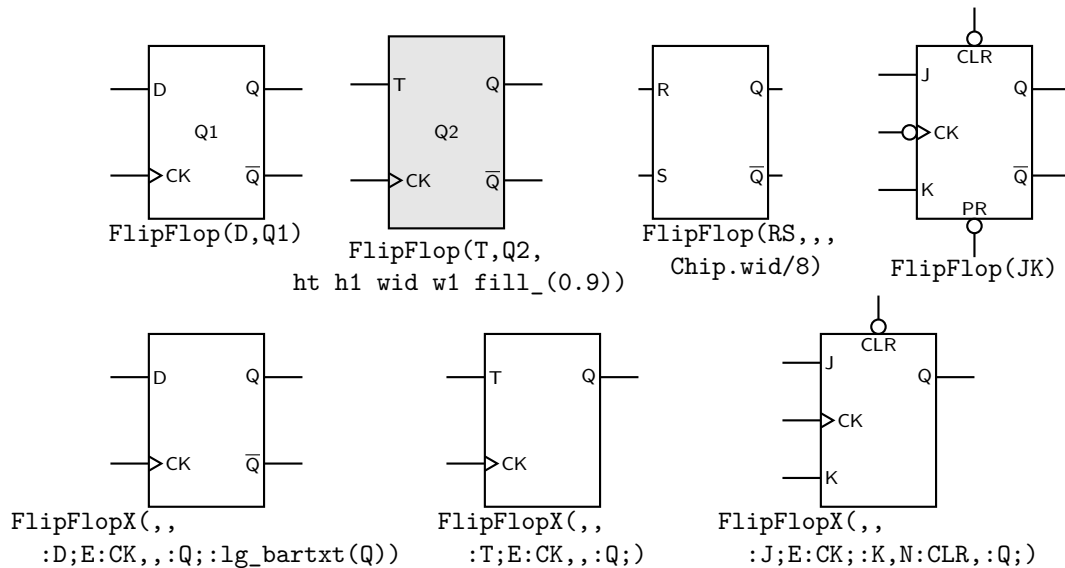 D Q
Q1
CK Q̅
FlipFlop(D,Q1)
T Q
Q2
CK Q̅
FlipFlop(T,Q2,
ht h1 wid w1 fill_(0.9))
R Q
S Q̅
FlipFlop(RS,,,
Chip.wid/8)
CLR
J Q
CK
K Q̅
PR
FlipFlop(JK)
D Q
CK Q̅
FlipFlopX(,,
:D;E:CK,,:Q;:lg_bartxt(Q))
T Q
CK
FlipFlopX(,,
:T;E:CK,,:Q;)
CLR
J Q
CK
K
FlipFlopX(,,
:J;E:CK;:K,N:CLR,:Q;)